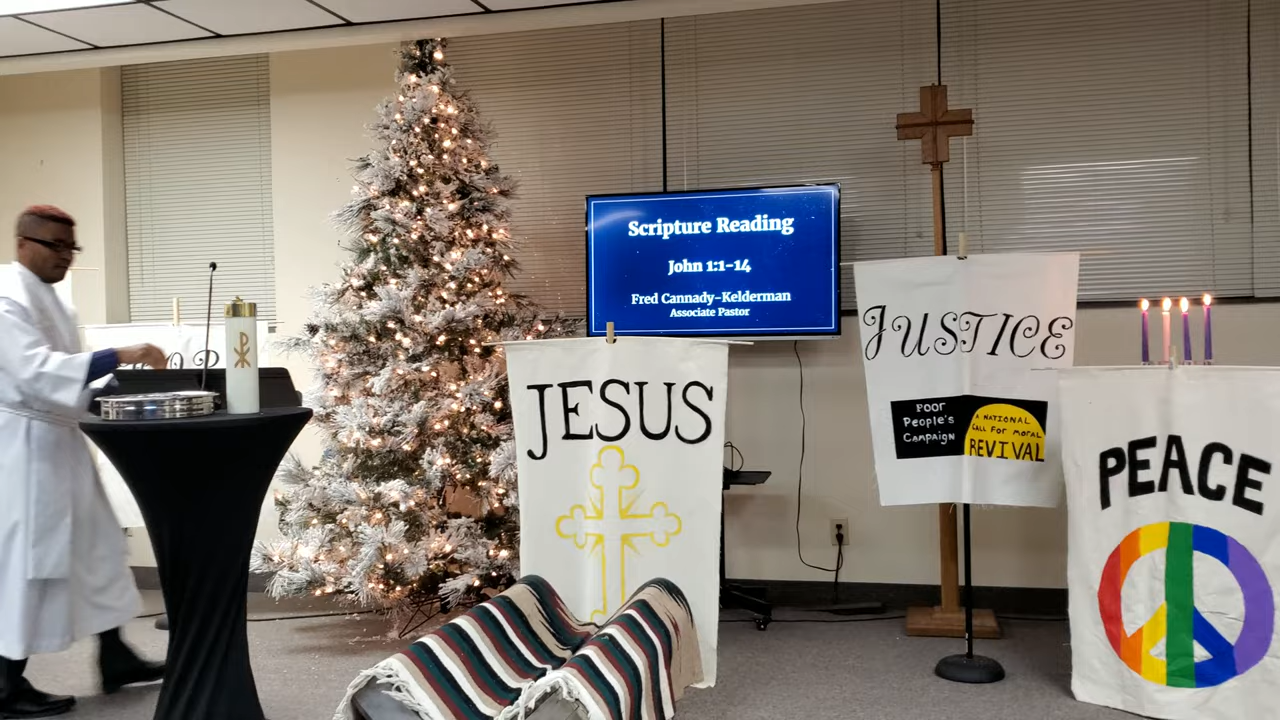 Scripture Reading
John 1:1-14
Fred Cannady-Kelderman
Associate Pastor
JESUS
JUSTICE
POOR
PEOPLE'S
CAMPAIGN
A NATIONAL
CALL FOR MORAL
REVIVAL
PEACE